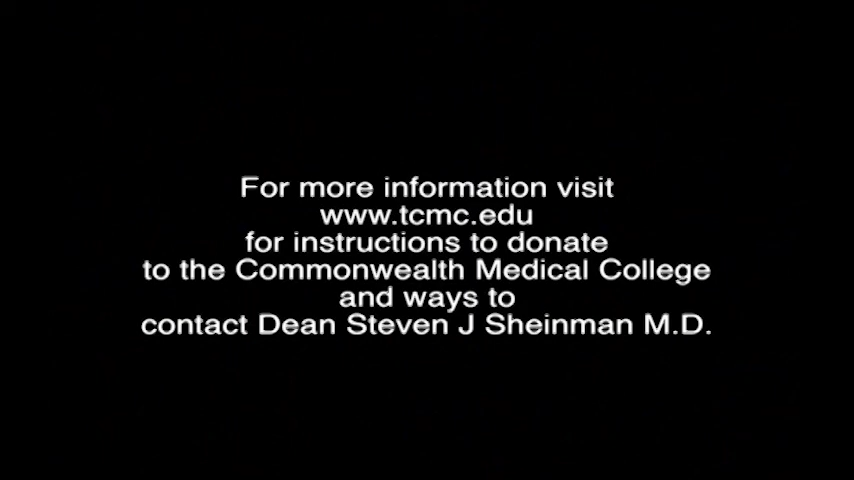 For more information visit
www.tcmc.edu
for instructions to donate
to the Commonwealth Medical College
and ways to
contact Dean Steven J Sheinman M.D.